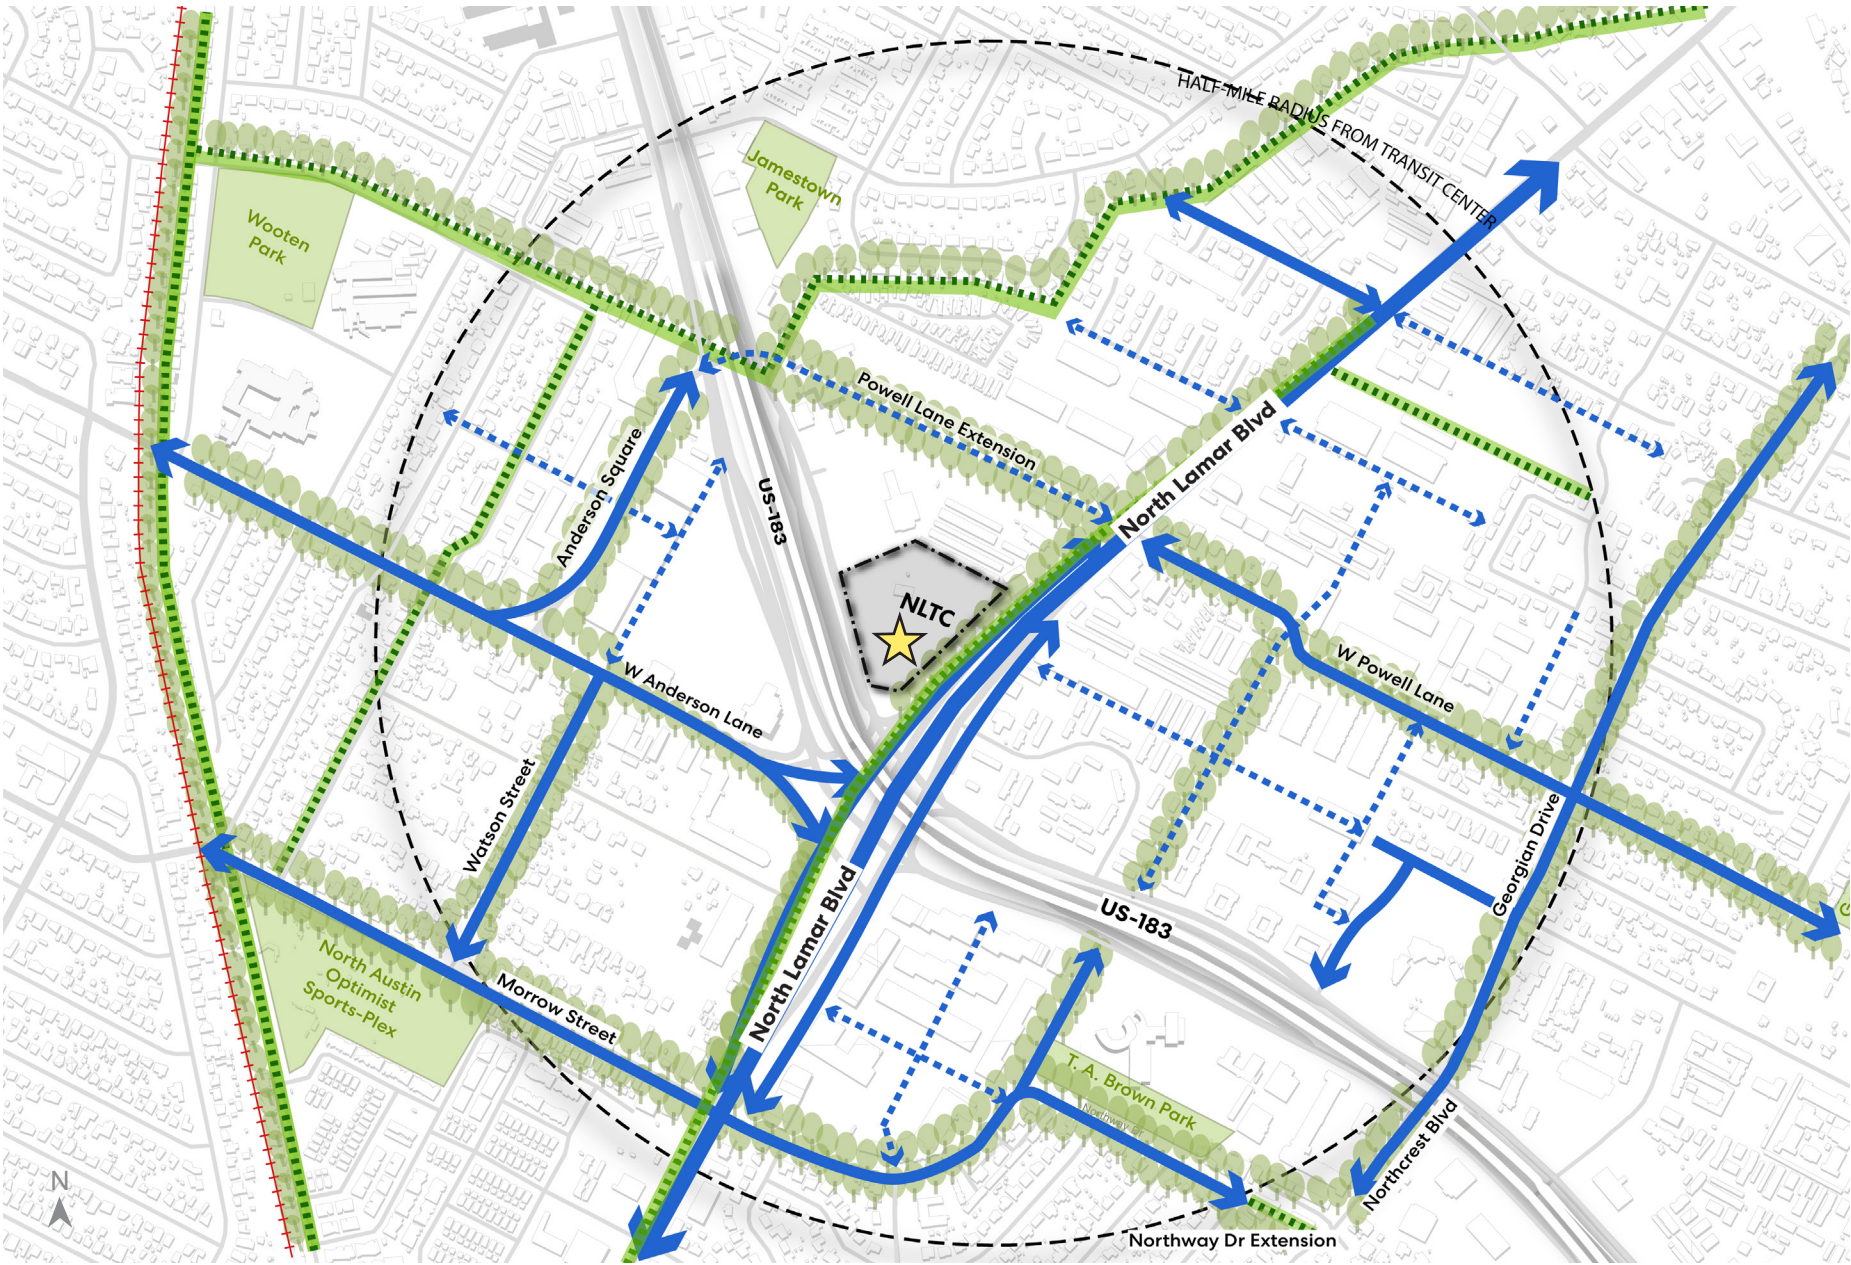 HALF-MILE RADIUS FROM TRANSIT CENTER
Jamestown
Park
Wooten
Park
Powell Lane Extension
North Lamar Blvd
Anderson Square
US-183
NLTC
W Anderson Lane
W Powell Lane
Watson Street
Georgian Drive
North Lamar Blvd
US-183
North Austin
Optimist
Sports-Plex
Morrow Street
T. A. Brown Park
Northway Dr
Northcrest Blvd
N
Northway Dr Extension